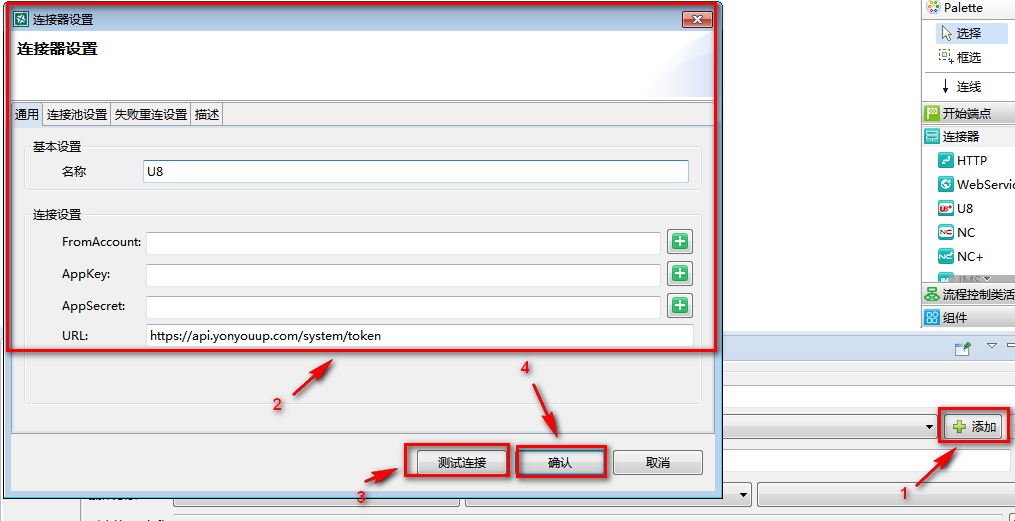 连接器设置
连接器设置
通用 连接池设置 失败重连设置 描述
基本设置
名称 U8
连接设置
FromAccount:
AppKey:
AppSecret:
URL: https://api.yonyouup.com/system/token
2
4
3
测试连接 确认 取消
Palette
选择
框选
连线
开始端点
连接器
HTTP
WebServic
U8
NC
NC+
流程控制类活
组件
添加
1